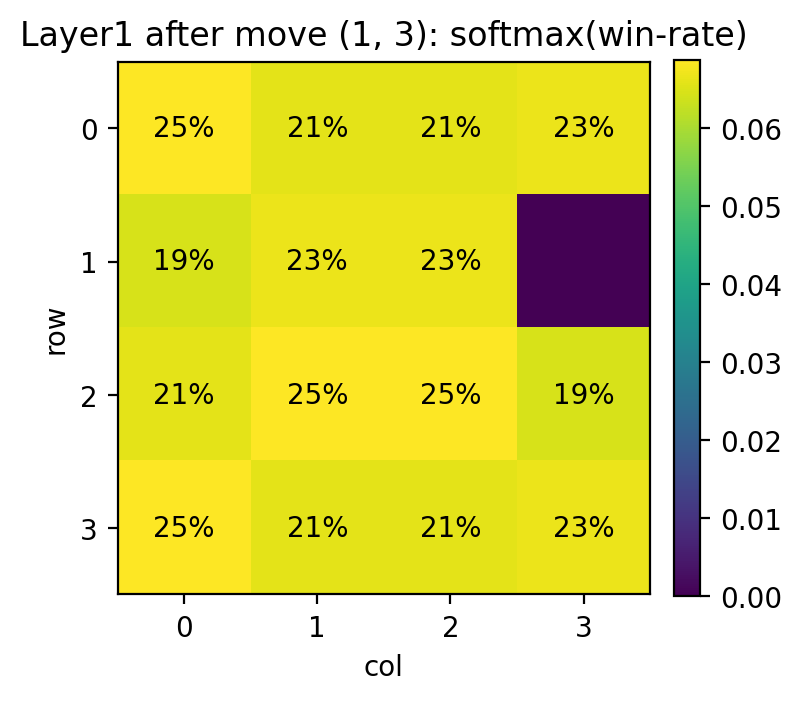 Layer1 after move (1, 3): softmax(win-rate)
0 25% 21% 21% 23%
1 19% 23% 23%
2 21% 25% 25% 19%
3 25% 21% 21% 23%
row
0 1 2 3
col
0.06
0.05
0.04
0.03
0.02
0.01
0.00